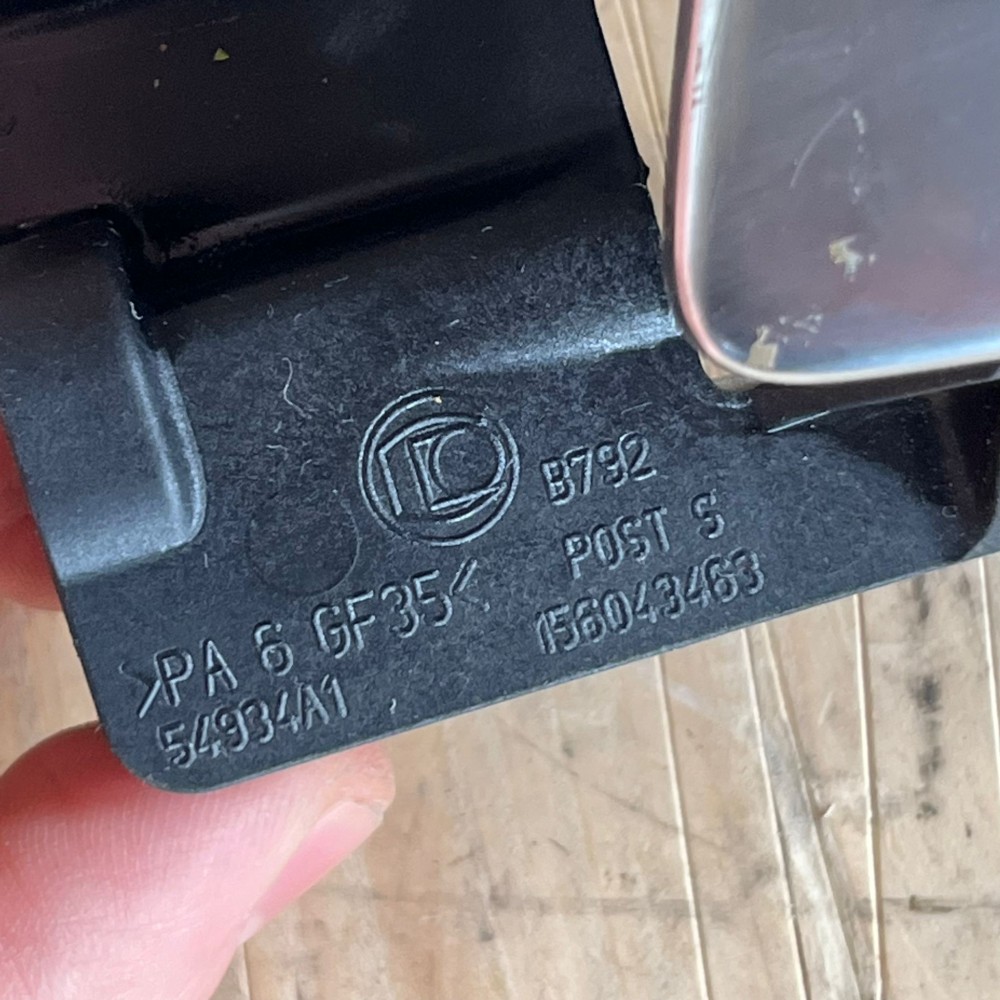 B792
POST S
156043463
>PA 6 GF35<
54934A1